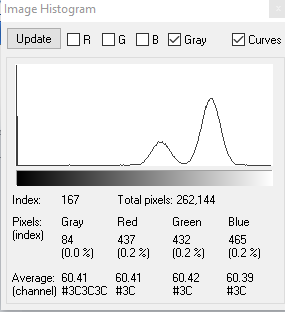 Image Histogram
Update R G B Gray Curves
Index: 167 Total pixels: 262,144
Pixels: Gray Red Green Blue
(index) 84 437 432 465
(0.0 %) (0.2 %) (0.2 %) (0.2 %)
Average: 60.41 60.41 60.42 60.39
(channel) #3C3C3C #3C #3C #3C